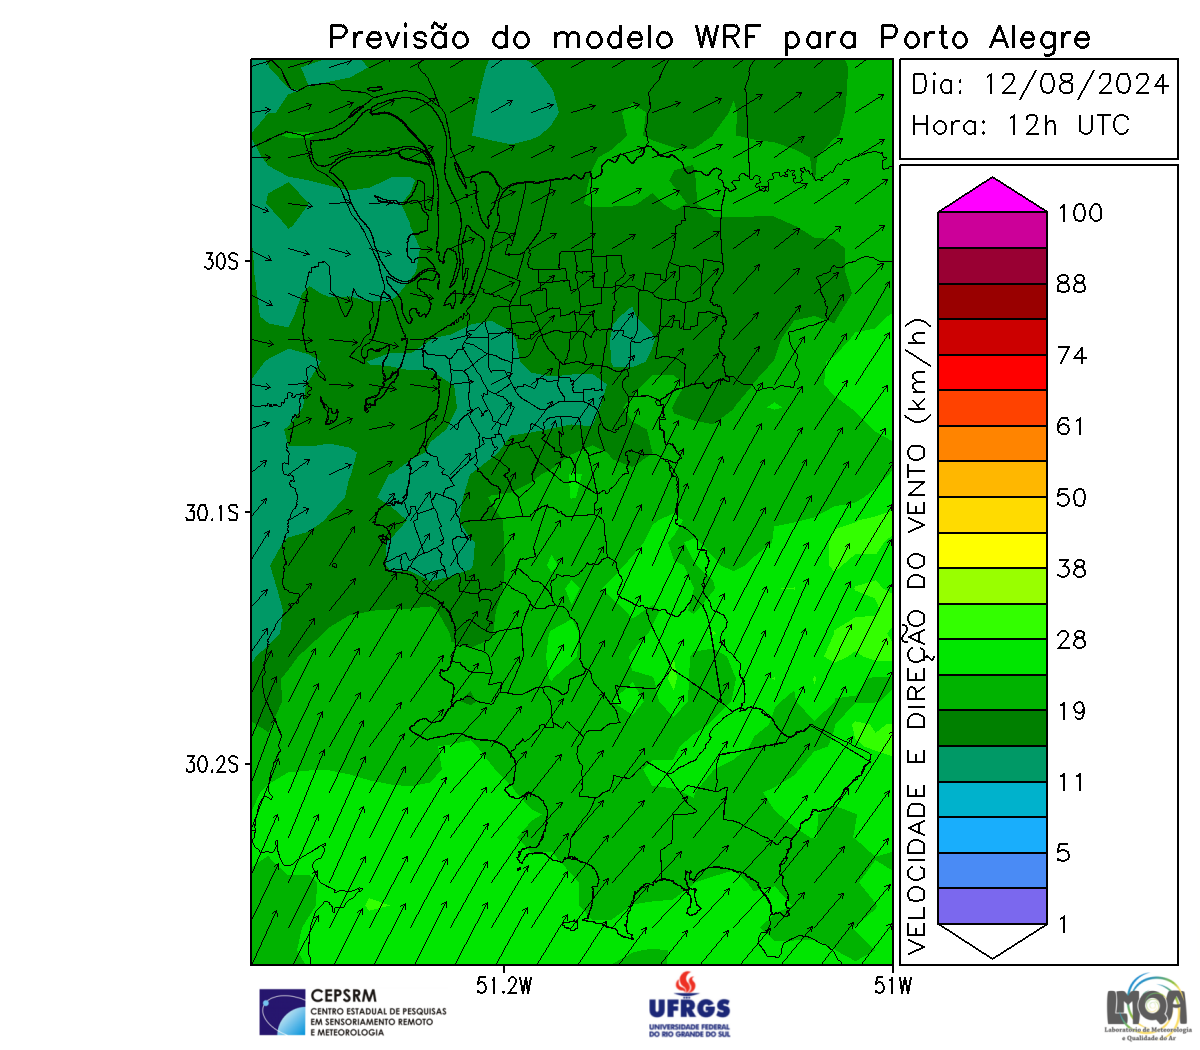 Previsão do modelo WRF para Porto Alegre
Dia: 12/08/2024
Hora: 12h UTC
30S
30.1S
30.2S
51.2W
51W
VELOCIDADE E DIREÇÃO DO VENTO (km/h)
100
88
74
61
50
38
28
19
11
5
1
CEPSRM
CENTRO ESTADUAL DE PESQUISAS
EM SENSORIAMENTO REMOTO
E METEOROLOGIA
UFRGS
UNIVERSIDADE FEDERAL
DO RIO GRANDE DO SUL
LMQA
Laboratório de Meteorologia
e Qualidade do Ar